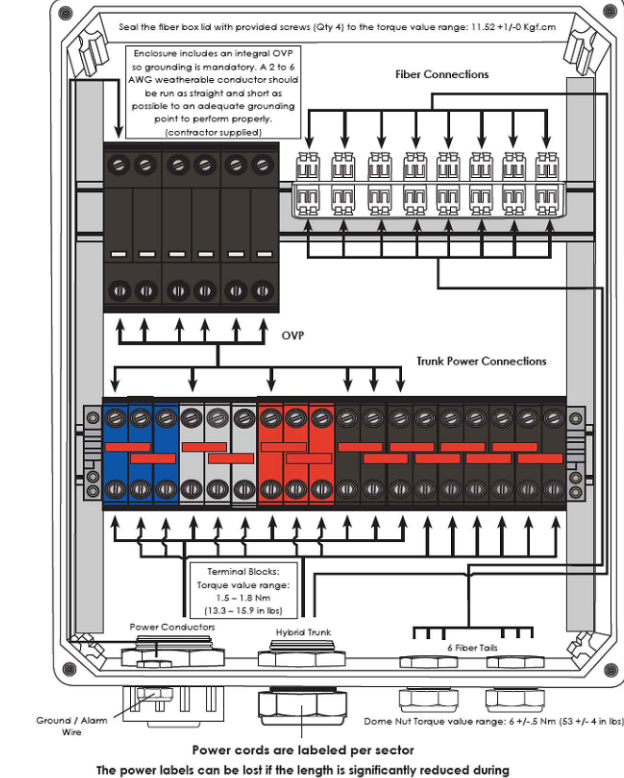 Seal the fiber box lid with provided screws (Qty 4) to the torque value range: 11.52 +1/-0 Kgf.cm
Enclosure includes an integral OVP
so grounding is mandatory. A 2 to 6
AWG weatherable conductor should
be run as straight and short as
possible to an adequate grounding
point to perform properly.
(contractor supplied)
Fiber Connections
OVP
Trunk Power Connections
Terminal Blocks:
Torque value range:
1.5 – 1.8 Nm
(13.3 – 15.9 in lbs)
Power Conductors
Hybrid Trunk
6 Fiber Tails
Ground / Alarm
Wire
Dome Nut Torque value range: 6 +/-.5 Nm (53 +/- 4 in lbs)
Power cords are labeled per sector
The power labels can be lost if the length is significantly reduced during